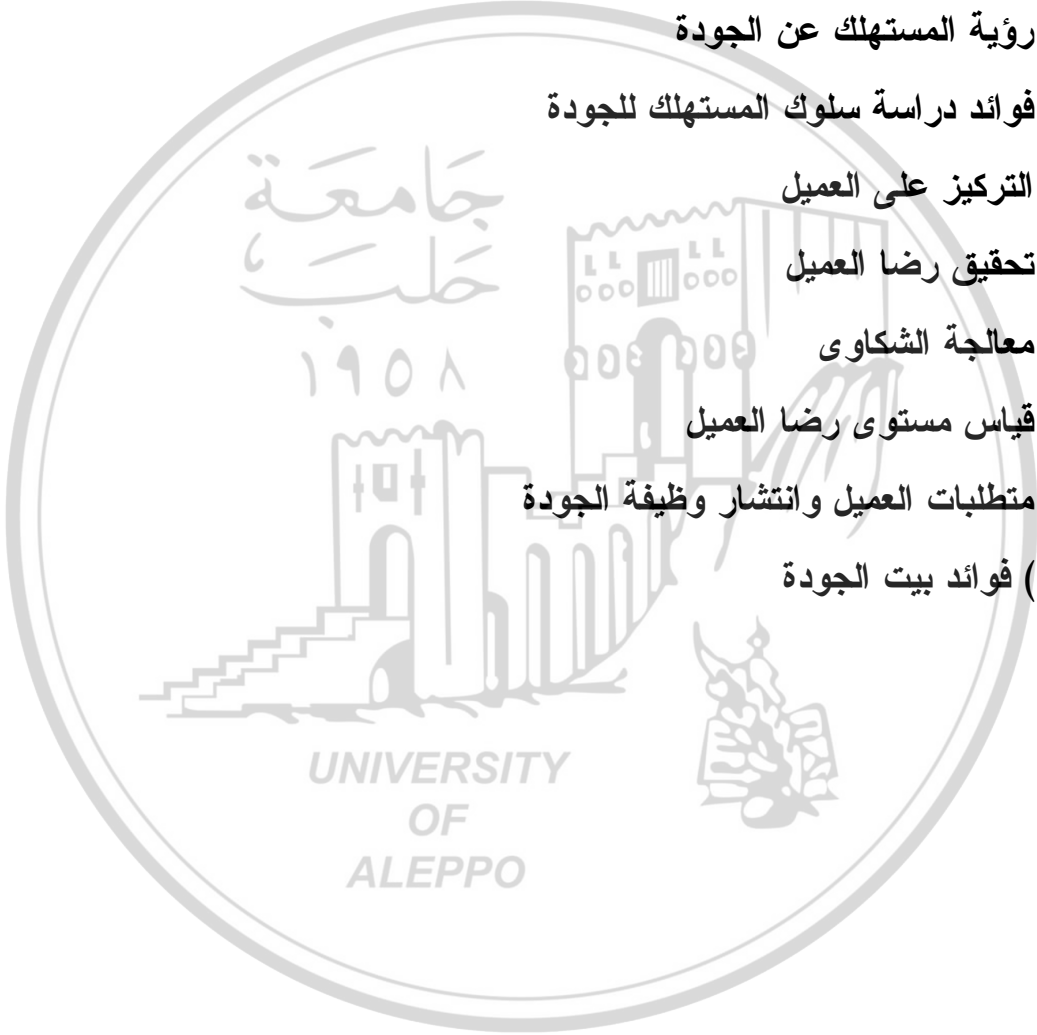 رؤية المستهلك عن الجودة
فوائد دراسة سلوك المستهلك للجودة
التركيز على العميل
تحقيق رضا العميل
معالجة الشكاوى
قياس مستوى رضا العميل
متطلبات العميل وانتشار وظيفة الجودة
) فوائد بيت الجودة
جامعة
حلب
١٩٥٨
UNIVERSITY
OF
ALEPPO